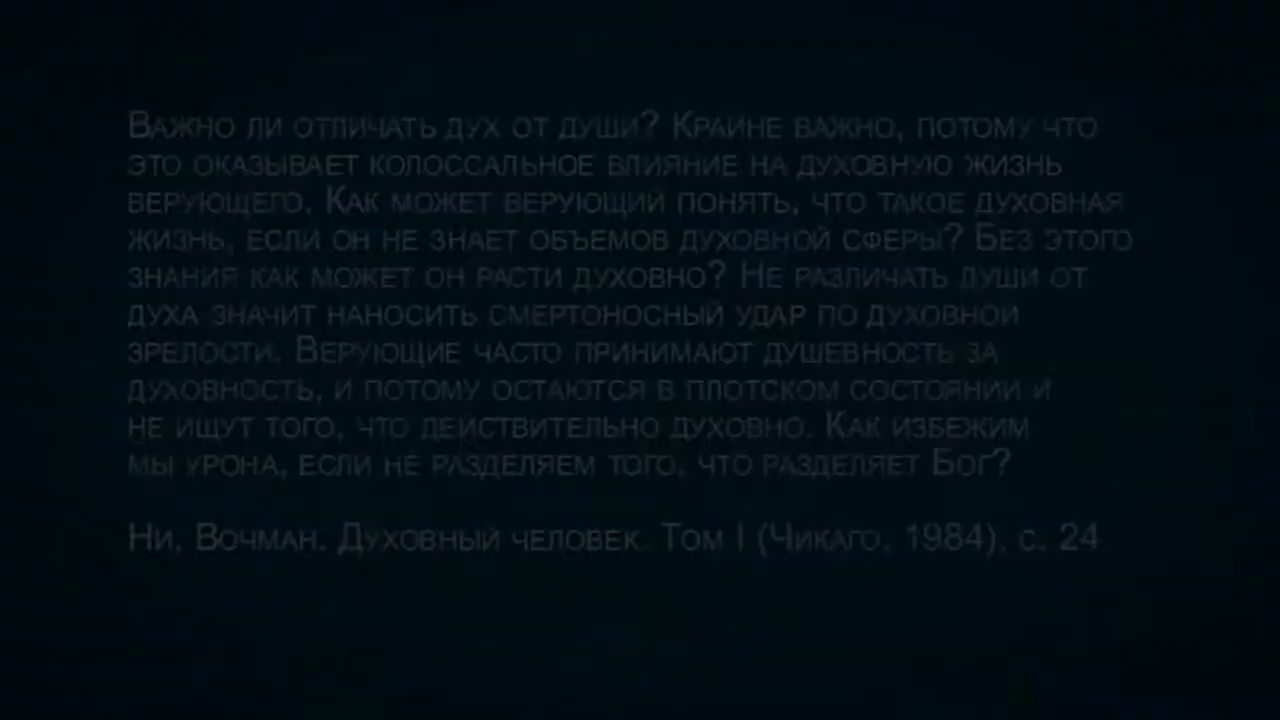 Важно ли отличать дух от души? Крайне важно, потому что
это оказывает колоссальное влияние на духовную жизнь
верующего. Как может верующий понять, что такое духовная
жизнь, если он не знает объемов духовной сферы? Без этого
знания как может он расти духовно? Не различать души от
духа значит наносить смертоносный удар по духовной
зрелости. Верующие часто принимают душевность за
духовность, и потому остаются в плотском состоянии и
не ищут того, что действительно духовно. Как избежим
мы урона, если не разделяем того, что разделяет Бог?
Ни, Вочман. Духовный человек. Том I (Чикаго, 1984), с. 24